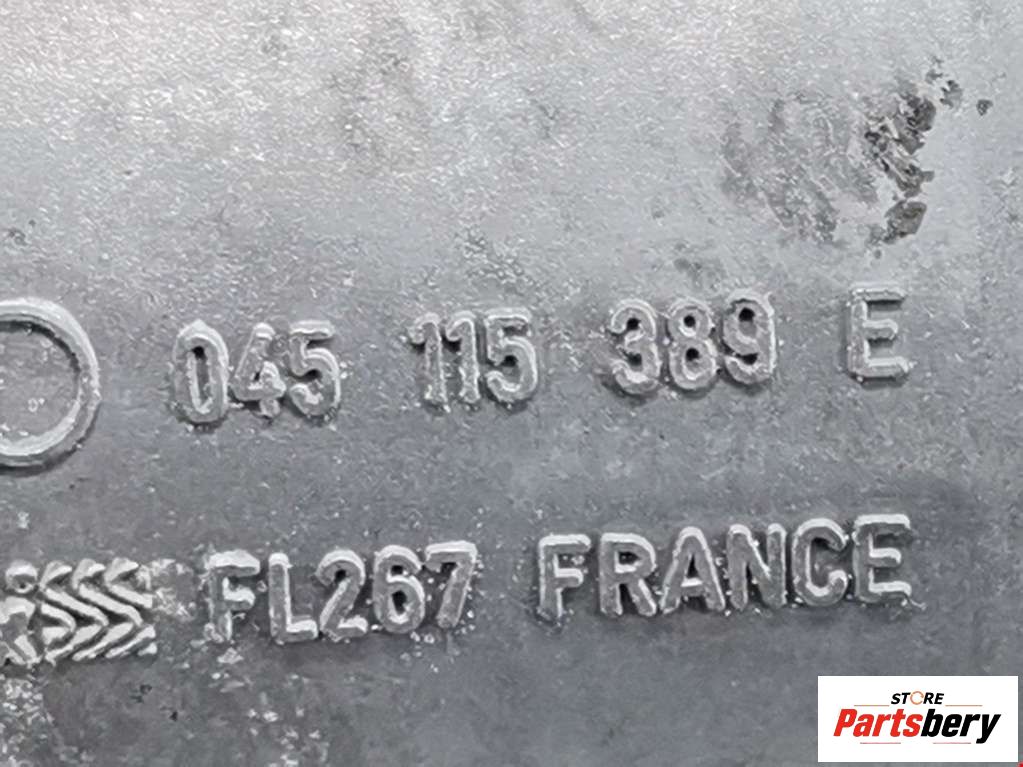 045 115 389 E
FL267 FRANCE
STORE
Partsbery